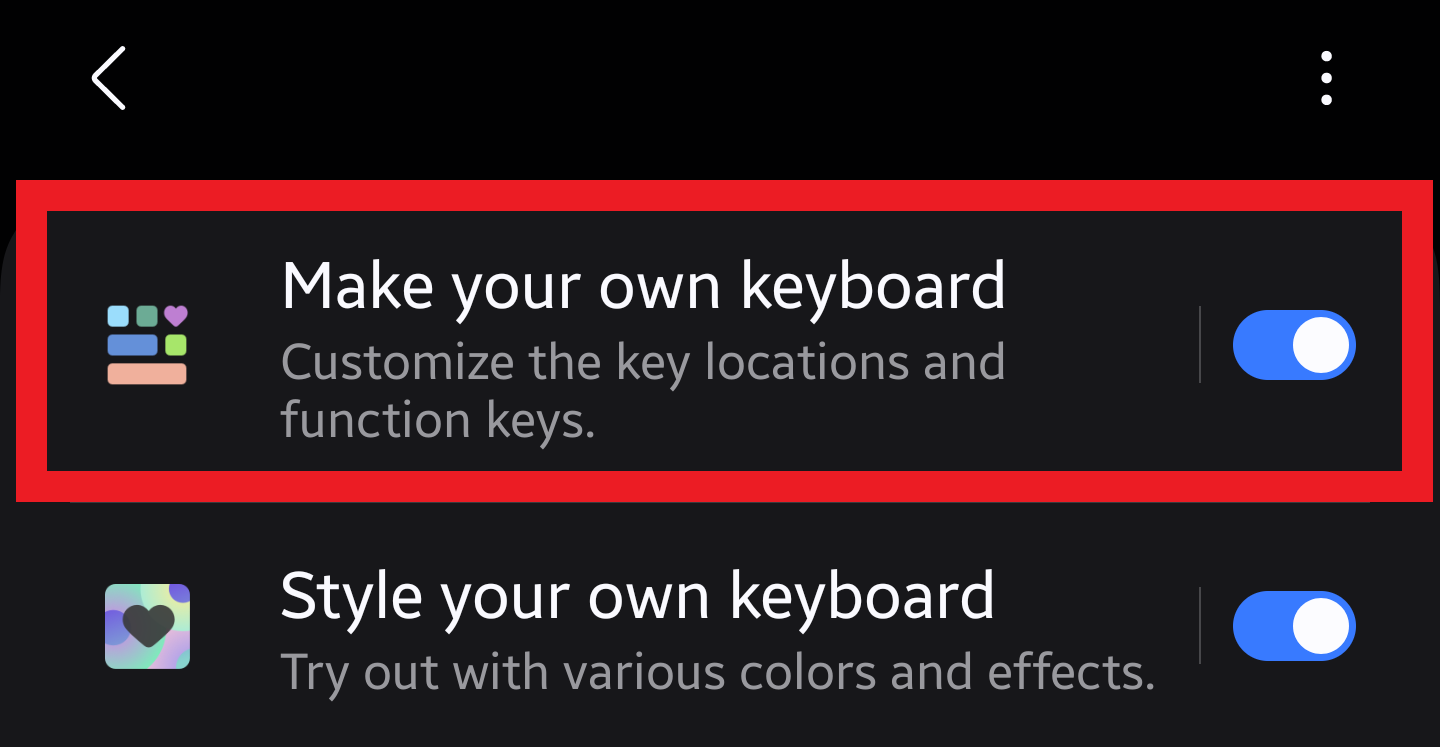 Make your own keyboard
Customize the key locations and
function keys.
Style your own keyboard
Try out with various colors and effects.